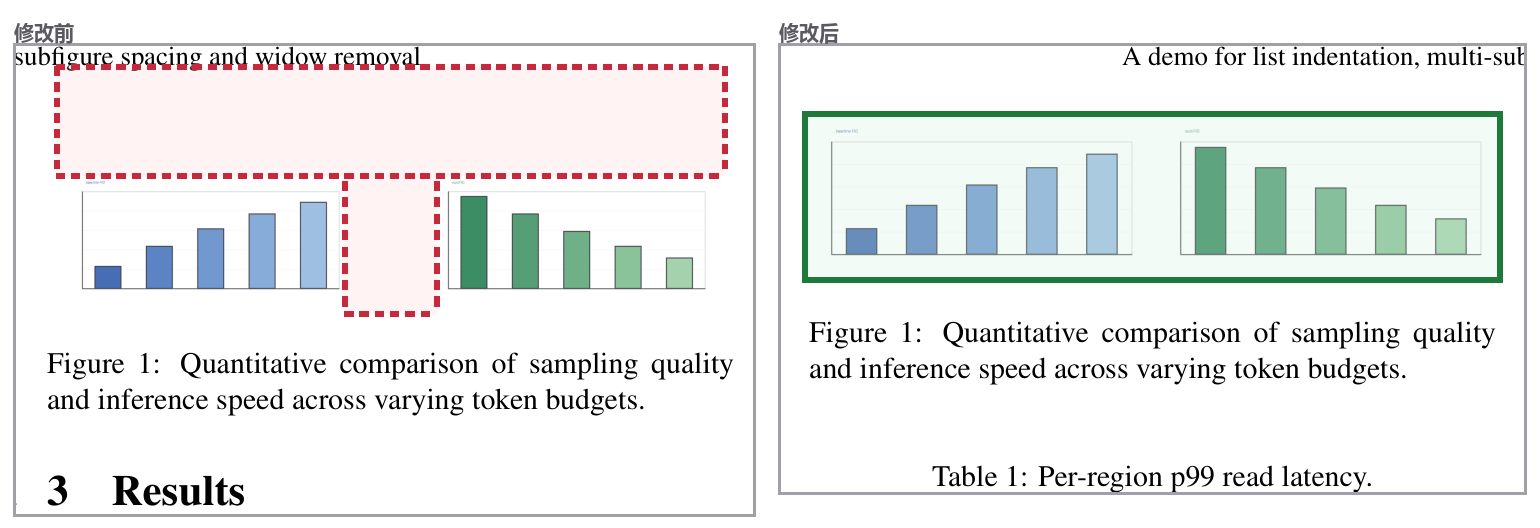 修改前
subfigure spacing and widow removal
Figure 1: Quantitative comparison of sampling quality
and inference speed across varying token budgets.
3 Results
修改后
A demo for list indentation, multi-sub
baseline FID
Figure 1: Quantitative comparison of sampling quality
and inference speed across varying token budgets.
Table 1: Per-region p99 read latency.